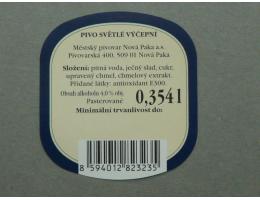 PIVO SVĚTLÉ VÝČEPNÍ
Městský pivovar Nová Paka a.s.
Pivovarská 400, 509 01 Nová Paka
Složení: pitná voda, ječný slad, cukr,
upravený chmel, chmelový extrakt.
Přidané látky: antioxidant E300.
Obsah alkoholu 4,0% obj.
Pasterované
0,354 l
Minimální trvanlivost do:
8 594012 823235